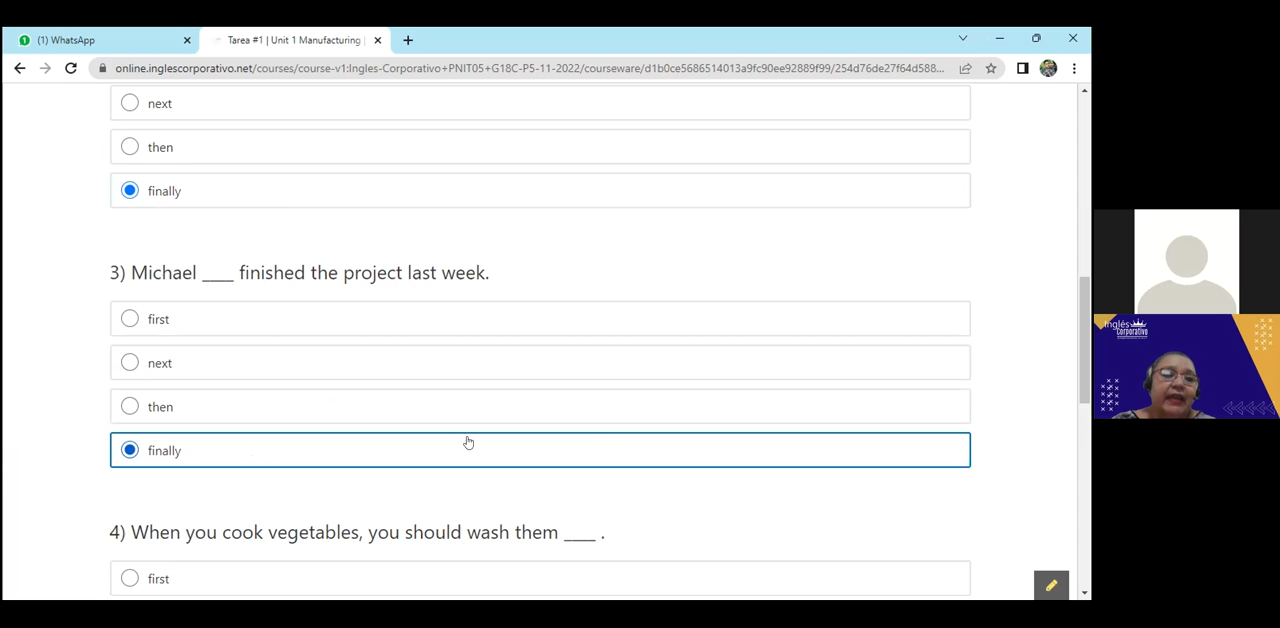 (1) WhatsApp
Tarea #1 | Unit 1 Manufacturing |
online.inglescorporativo.net/courses/course-v1:Ingles-Corporativo+PNIT05+G18C-P5-11-2022/courseware/d1b0ce5686514013a9fc90ee92889f99/254d76de27f64d588...
next
then
finally
3) Michael ____ finished the project last week.
first
next
then
finally
4) When you cook vegetables, you should wash them ____ .
first
Inglés
Corporativo